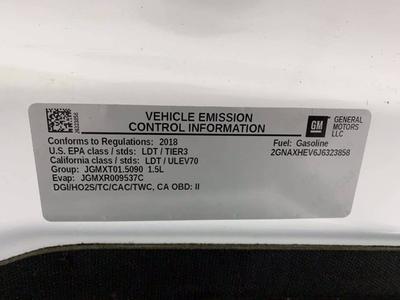 VEHICLE EMISSION
CONTROL INFORMATION
GM
GENERAL
MOTORS
LLC
Conforms to Regulations: 2018
U.S. EPA class / stds: LDT / TIER3
California class / stds: LDT / ULEV70
Group: JGMXT01.5090 1.5L
Evap: JGMXR009537C
DGI/HO2S/TC/CAC/TWC, CA OBD: II
Fuel: Gasoline
2GNAXHEV6J6323858